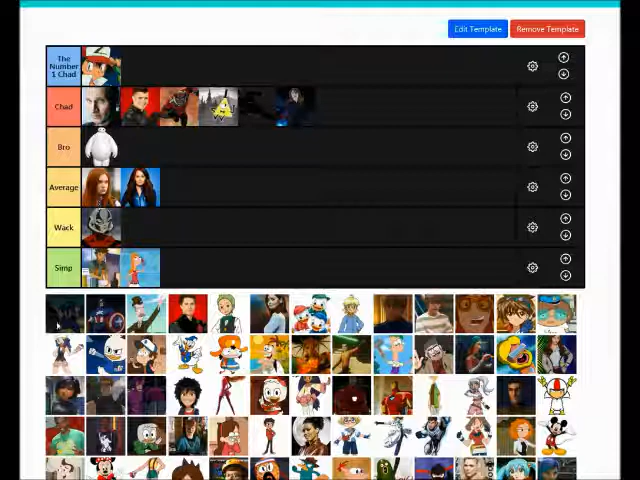 Edit Template
Remove Template
The
Number
1 Chad
Chad
Bro
Average
Wack
Simp